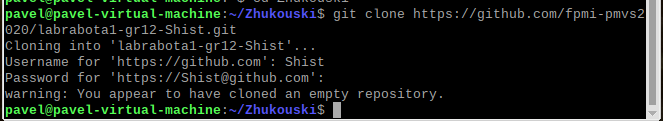 pavel@pavel-virtual-machine:~/Zhukouski$ git clone https://github.com/fpmi-pmvs2
020/labrabota1-gr12-Shist.git
Cloning into 'labrabota1-gr12-Shist'...
Username for 'https://github.com': Shist
Password for 'https://Shist@github.com':
warning: You appear to have cloned an empty repository.
pavel@pavel-virtual-machine:~/Zhukouski$